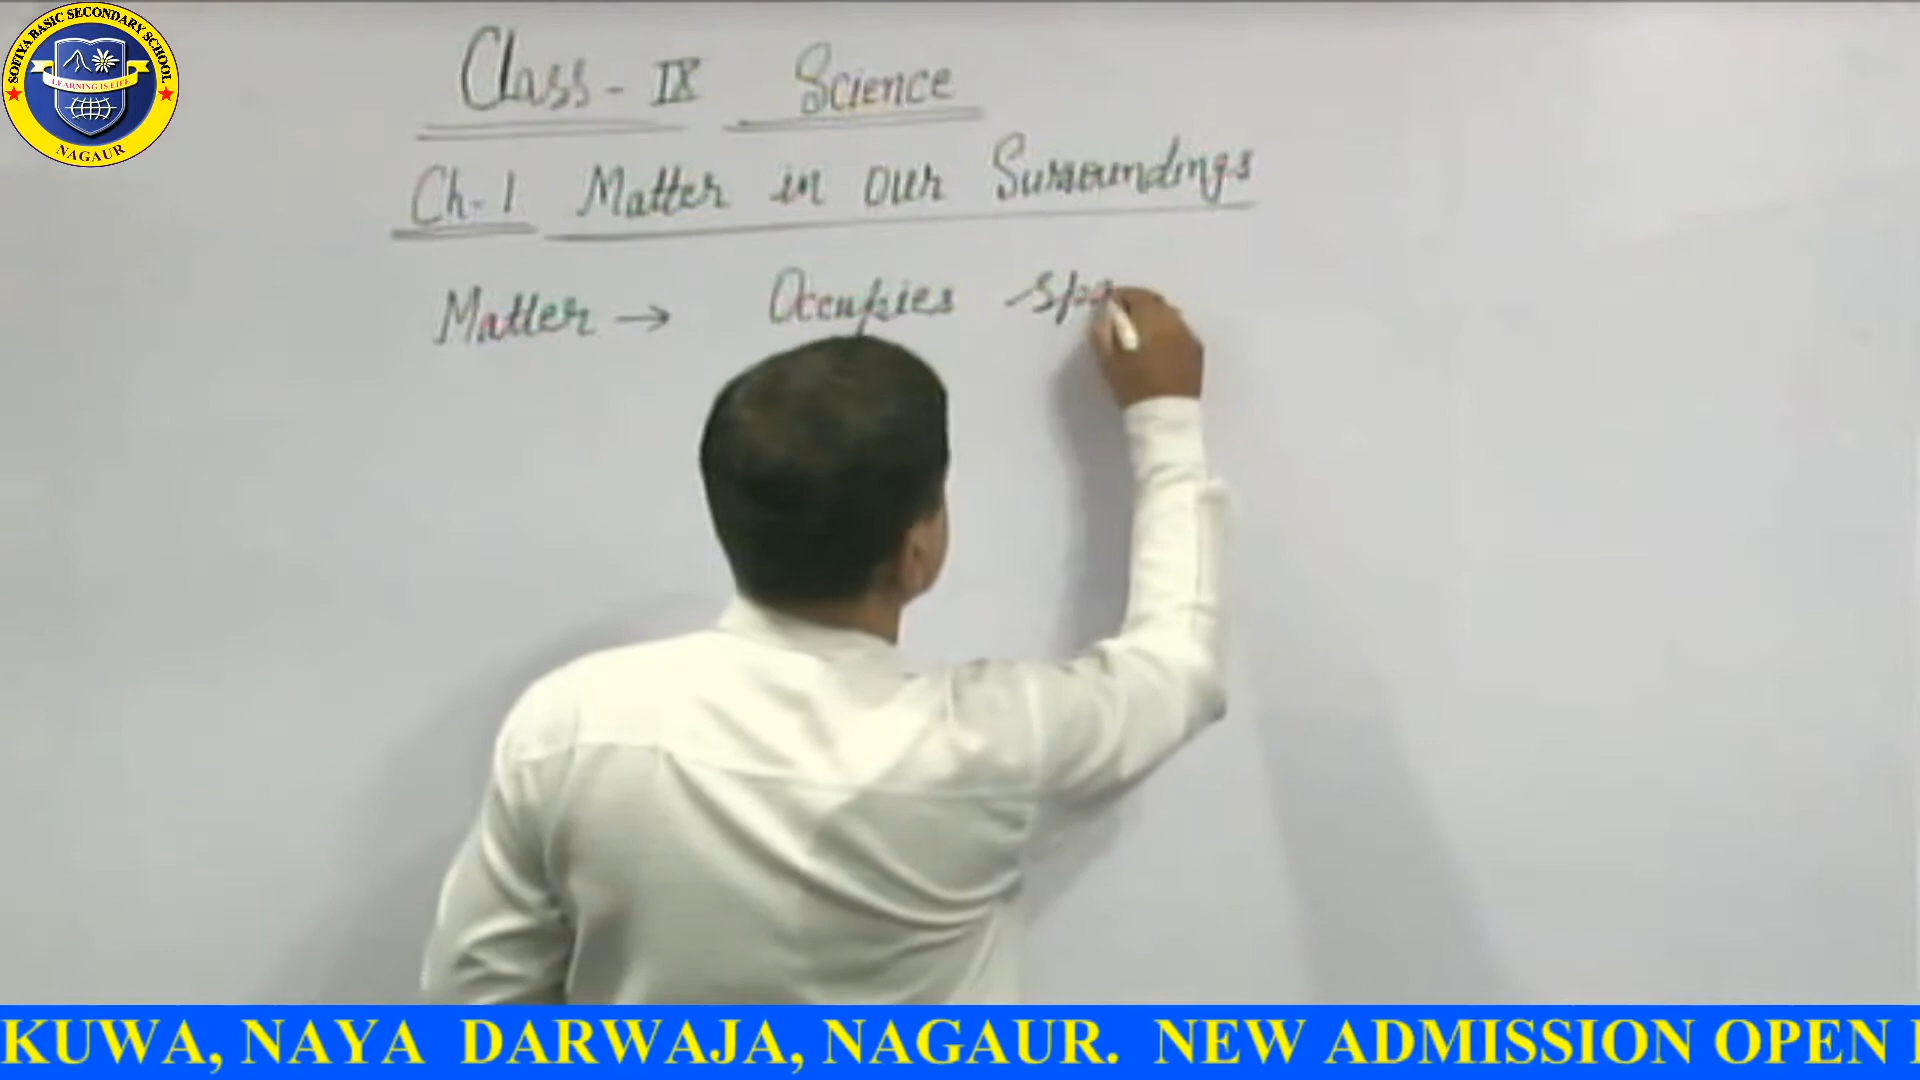 SOFIYA BASIC SECONDARY SCHOOL
LEARNING IS LIFE
NAGAUR
Class - IX Science
Ch-1 Matter in our Surroundings
Matter → Occupies spa
KUWA, NAYA DARWAJA, NAGAUR. NEW ADMISSION OPEN